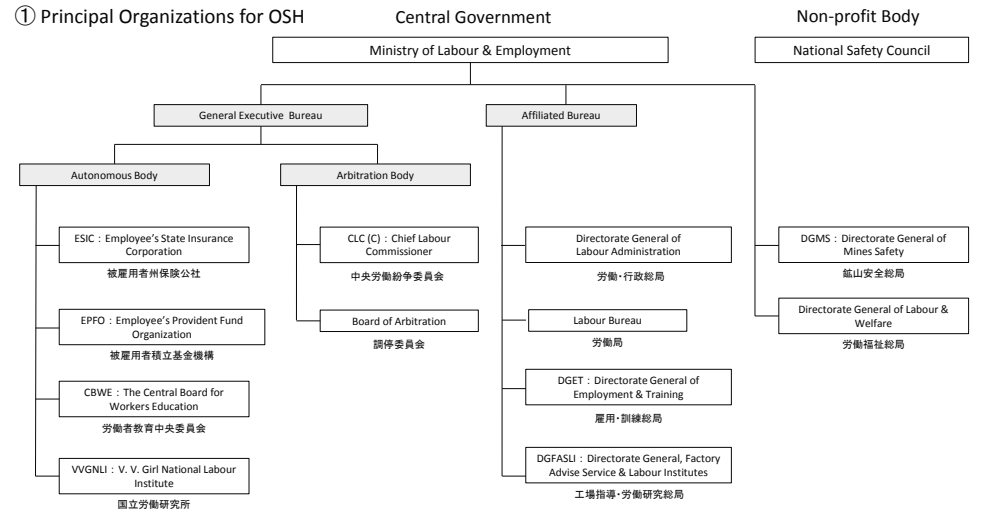 ① Principal Organizations for OSH
Central Government
Non-profit Body
Ministry of Labour & Employment
National Safety Council
General Executive Bureau
Affiliated Bureau
Autonomous Body
Arbitration Body
ESIC：Employee's State Insurance
Corporation
被雇用者州保険公社
EPFO：Employee's Provident Fund
Organization
被雇用者積立基金機構
CBWE：The Central Board for
Workers Education
労働者教育中央委員会
VVGNLI：V. V. Girl National Labour
Institute
国立労働研究所
CLC (C)：Chief Labour
Commissioner
中央労働紛争委員会
Board of Arbitration
調停委員会
Directorate General of
Labour Administration
労働・行政総局
Labour Bureau
労働局
DGET：Directorate General of
Employment & Training
雇用・訓練総局
DGFASLI：Directorate General, Factory
Advise Service & Labour Institutes
工場指導・労働研究総局
DGMS：Directorate General of
Mines Safety
鉱山安全総局
Directorate General of Labour &
Welfare
労働福祉総局